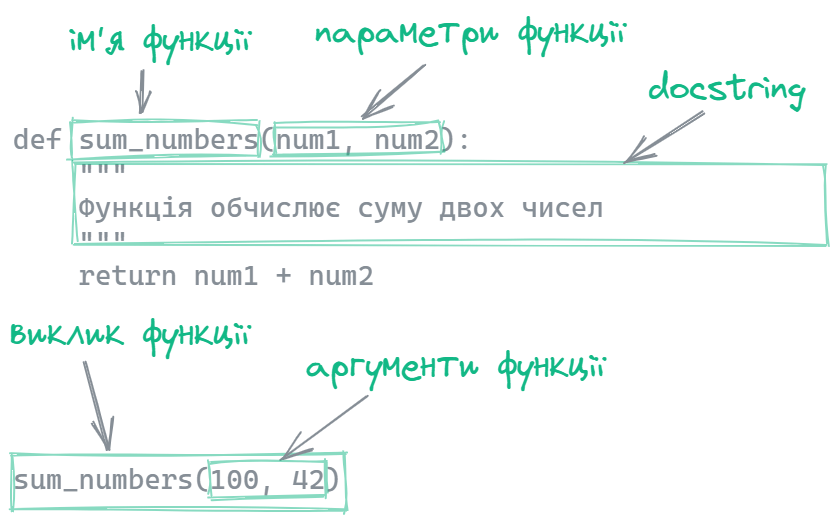 ім'я функції
параметри функції
docstring
def sum_numbers(num1, num2):
"""
Функція обчислює суму двох чисел
"""
return num1 + num2
виклик функції
аргументи функції
sum_numbers(100, 42)